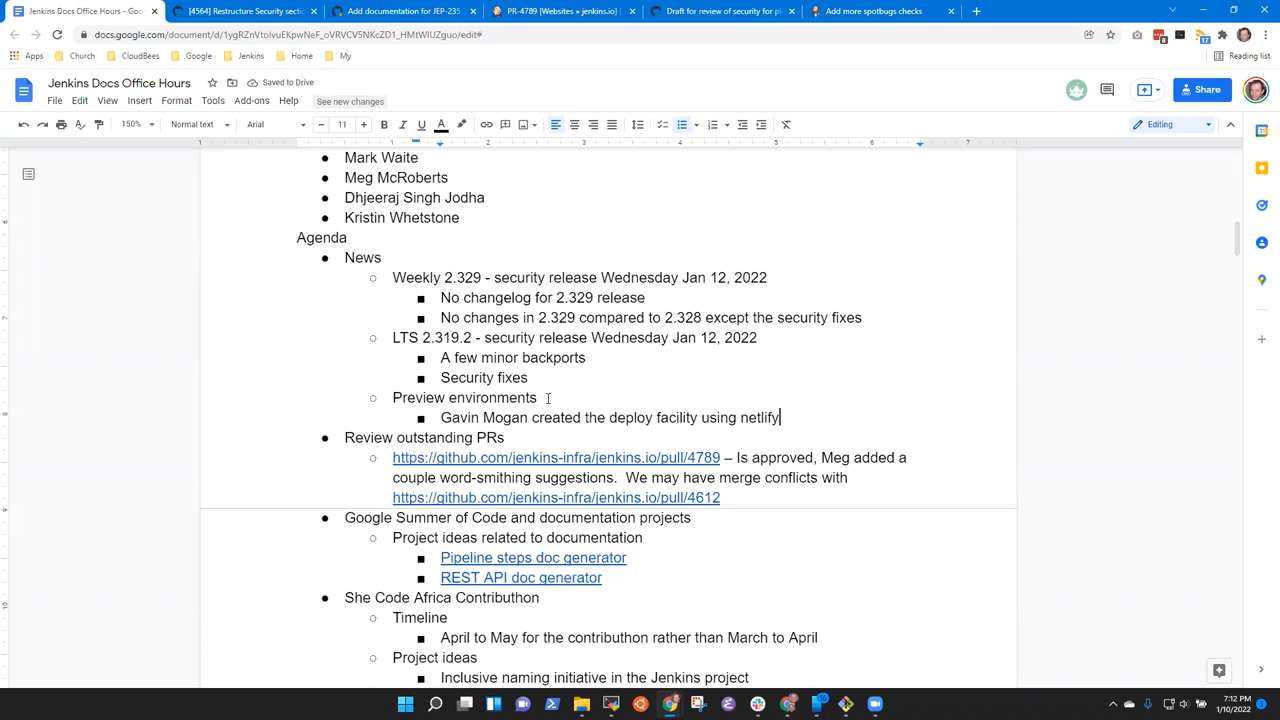 Jenkins Docs Office Hours - Goo
[4564] Restructure Security secti
Add documentation for JEP-235
PR-4789 [Websites » jenkins.io]
Draft for review of security for pl
Add more spotbugs checks
docs.google.com/document/d/1ygRZnVtoIvuEKpwNeF_oVRVCV5NKcZD1_HMtWIUZguo/edit#
Apps Church CloudBees Google Jenkins Home My Reading list
Jenkins Docs Office Hours Saved to Drive
File Edit View Insert Format Tools Add-ons Help See new changes
Share
150% Normal text Arial 11 Editing
Mark Waite
Meg McRoberts
Dhjeeraj Singh Jodha
Kristin Whetstone
Agenda
News
Weekly 2.329 - security release Wednesday Jan 12, 2022
No changelog for 2.329 release
No changes in 2.329 compared to 2.328 except the security fixes
LTS 2.319.2 - security release Wednesday Jan 12, 2022
A few minor backports
Security fixes
Preview environments
Gavin Mogan created the deploy facility using netlify
Review outstanding PRs
https://github.com/jenkins-infra/jenkins.io/pull/4789 – Is approved, Meg added a
couple word-smithing suggestions. We may have merge conflicts with
https://github.com/jenkins-infra/jenkins.io/pull/4612
Google Summer of Code and documentation projects
Project ideas related to documentation
Pipeline steps doc generator
REST API doc generator
She Code Africa Contributhon
Timeline
April to May for the contributhon rather than March to April
Project ideas
Inclusive naming initiative in the Jenkins project
7:12 PM
1/10/2022